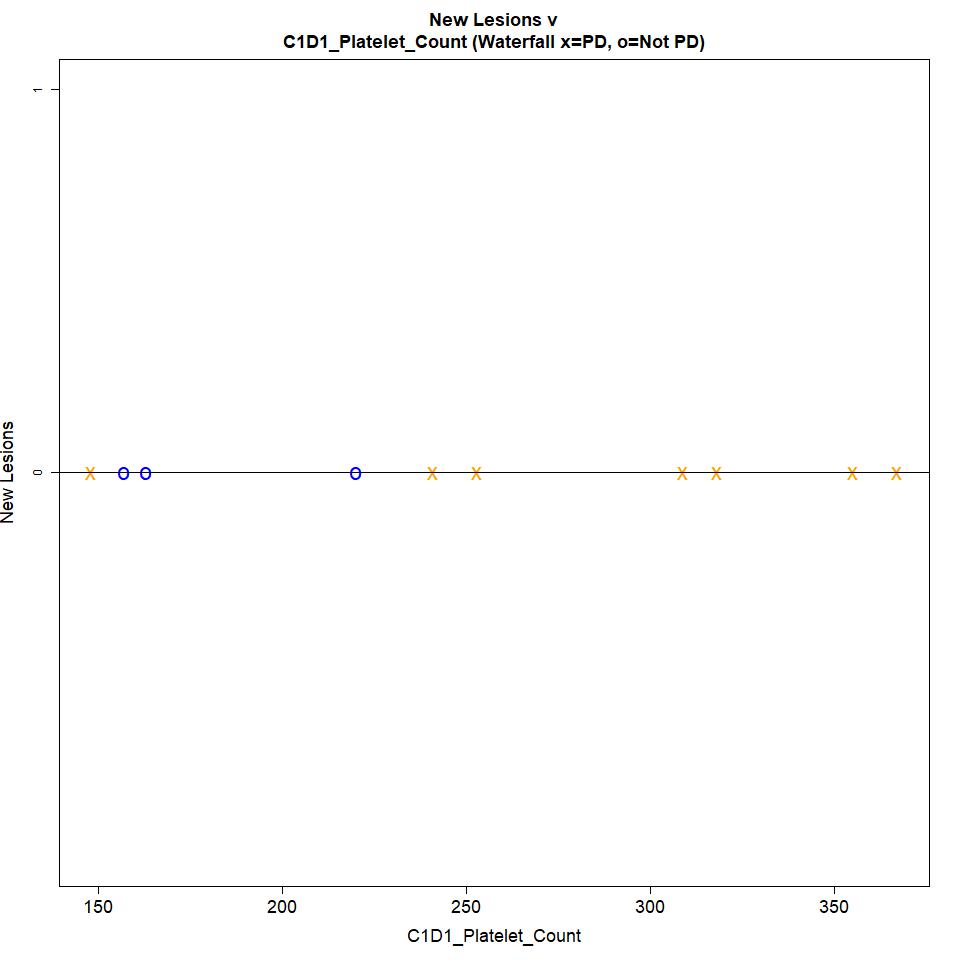 New Lesions v
C1D1_Platelet_Count (Waterfall x=PD, o=Not PD)
1
New Lesions
0
X O O O X X X X X X
150 200 250 300 350
C1D1_Platelet_Count